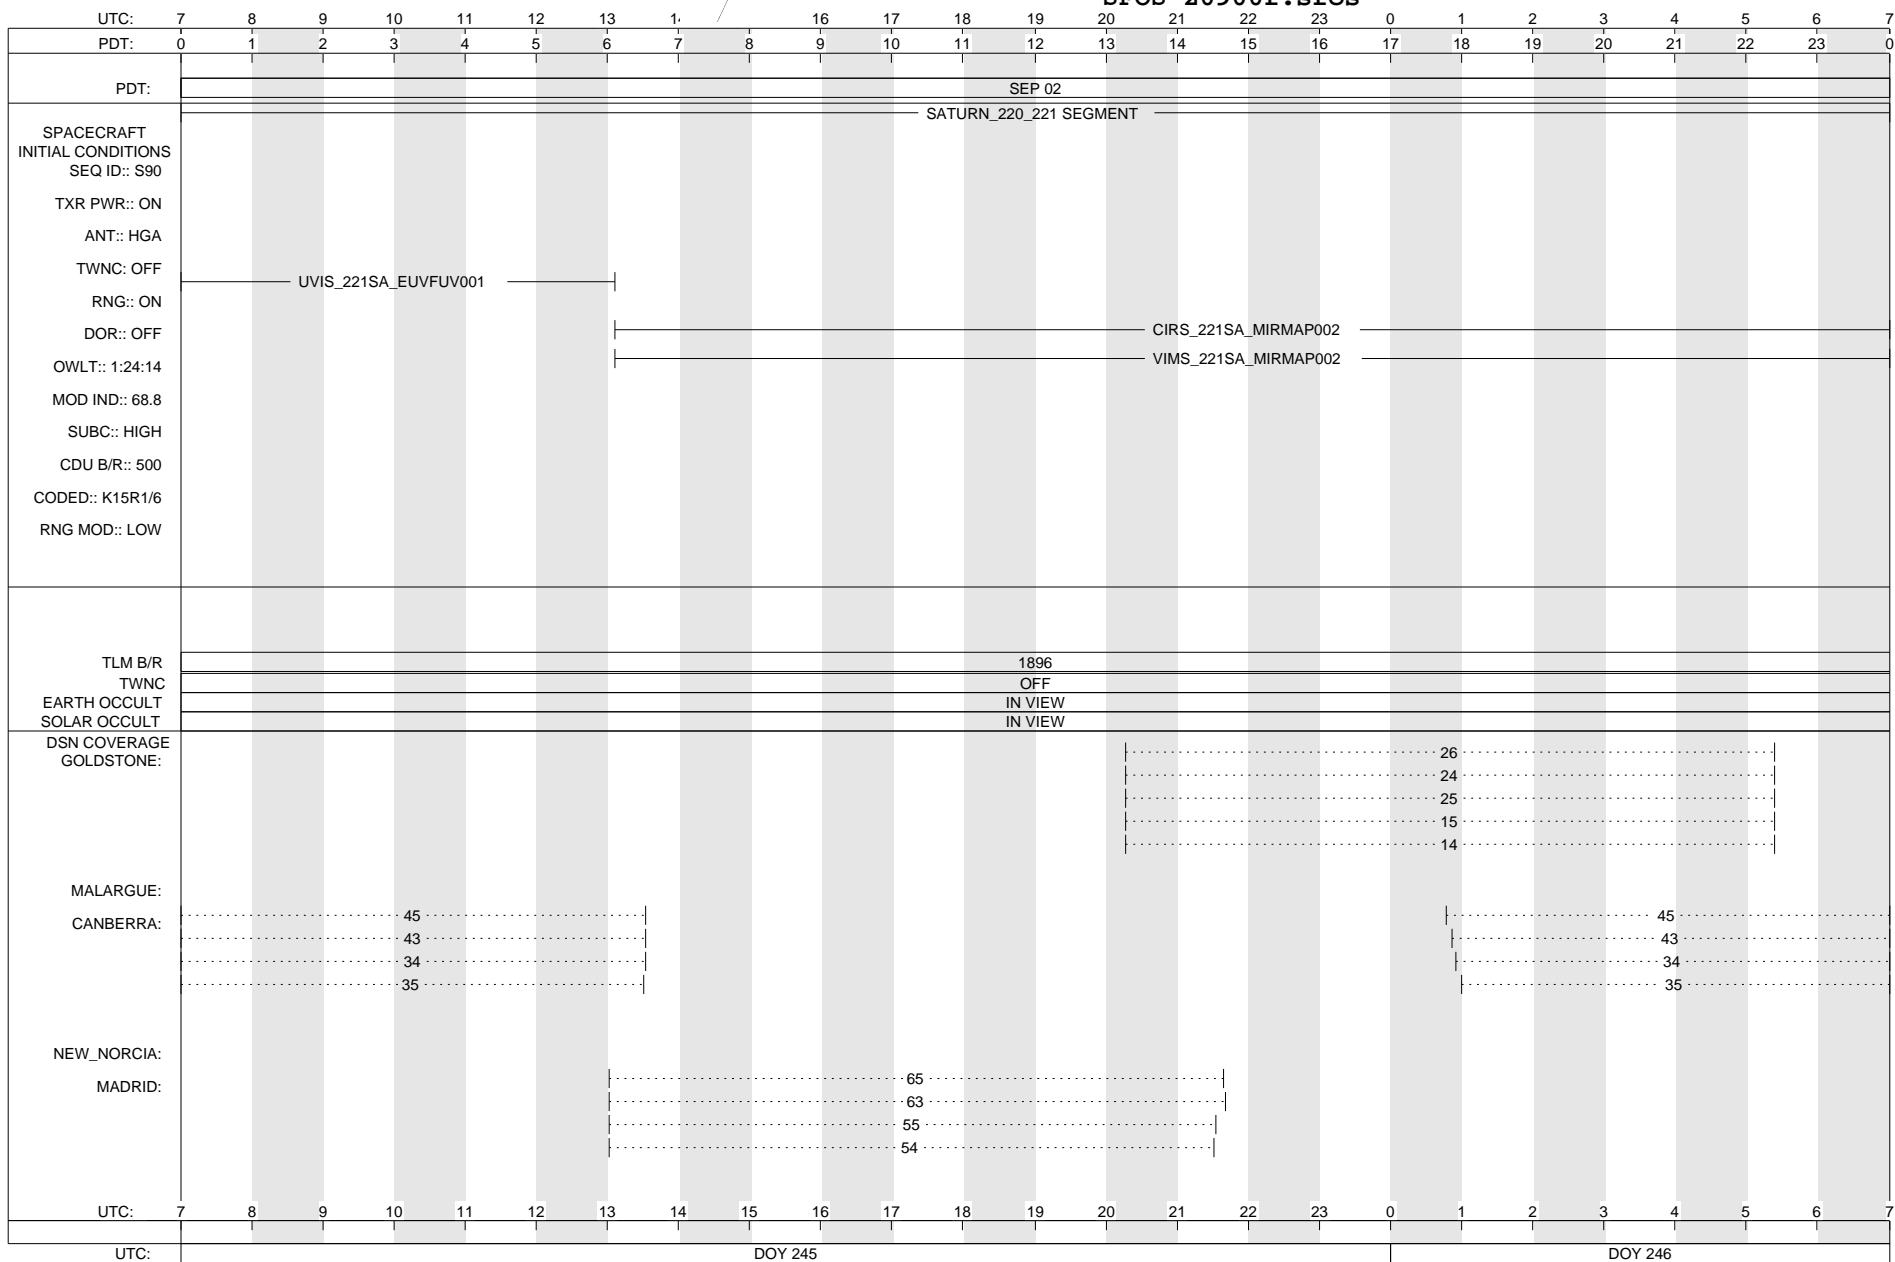 UTC: 7 8 9 10 11 12 13 16 17 18 19 20 21 22 23 0 1 2 3 4 5 6 7
PDT: 0 1 2 3 4 5 6 7 8 9 10 11 12 13 14 15 16 17 18 19 20 21 22 23 0
PDT: SEP 02
SATURN_220_221 SEGMENT
SPACECRAFT
INITIAL CONDITIONS
SEQ ID:: S90
TXR PWR:: ON
ANT:: HGA
TWNC: OFF
UVIS_221SA_EUVFUV001
RNG:: ON
DOR:: OFF
CIRS_221SA_MIRMAP002
VIMS_221SA_MIRMAP002
OWLT:: 1:24:14
MOD IND:: 68.8
SUBC:: HIGH
CDU B/R:: 500
CODED:: K15R1/6
RNG MOD:: LOW
TLM B/R 1896
TWNC OFF
EARTH OCCULT IN VIEW
SOLAR OCCULT IN VIEW
DSN COVERAGE
GOLDSTONE:
26
24
25
15
14
MALARGUE:
CANBERRA:
45 45
43 43
34 34
35 35
NEW_NORCIA:
MADRID:
65
63
55
54
UTC: 7 8 9 10 11 12 13 14 15 16 17 18 19 20 21 22 23 0 1 2 3 4 5 6 7
UTC: DOY 245 DOY 246